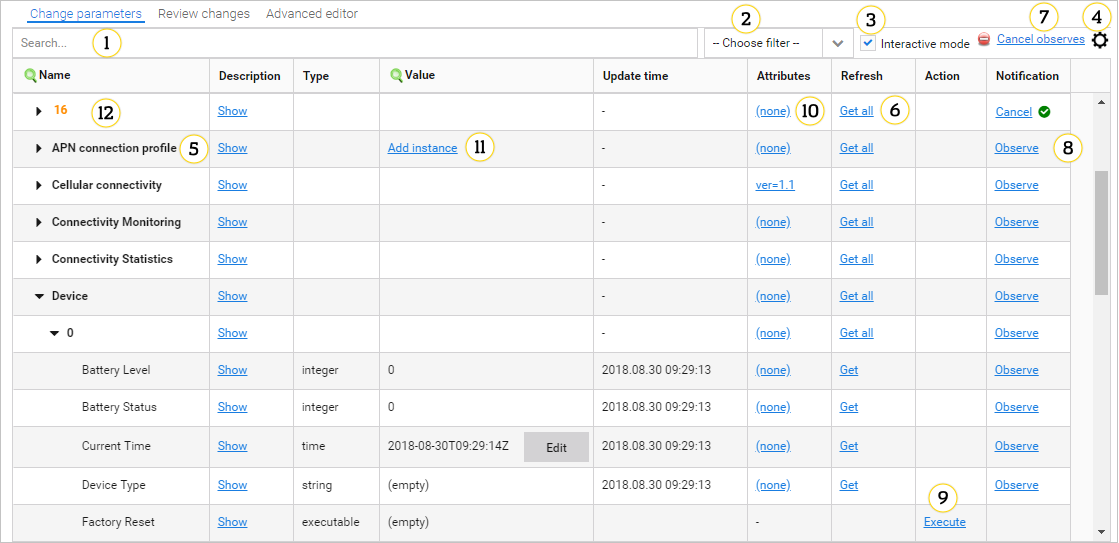 Change parameters Review changes Advanced editor
2 3 7 4
Search... 1 -- Choose filter -- Interactive mode Cancel observes
Name Description Type Value Update time Attributes Refresh Action Notification
16 12 Show - (none) 10 Get all 6 Cancel
APN connection profile 5 Show Add instance 11 - (none) Get all Observe 8
Cellular connectivity Show - ver=1.1 Get all Observe
Connectivity Monitoring Show - (none) Get all Observe
Connectivity Statistics Show - (none) Get all Observe
Device Show - (none) Get all Observe
0 Show - (none) Get all Observe
Battery Level Show integer 0 2018.08.30 09:29:13 (none) Get Observe
Battery Status Show integer 0 2018.08.30 09:29:13 (none) Get Observe
Current Time Show time 2018-08-30T09:29:14Z Edit 2018.08.30 09:29:13 (none) Get Observe
Device Type Show string (empty) 2018.08.30 09:29:13 (none) Get Observe
9
Factory Reset Show executable (empty) - Execute